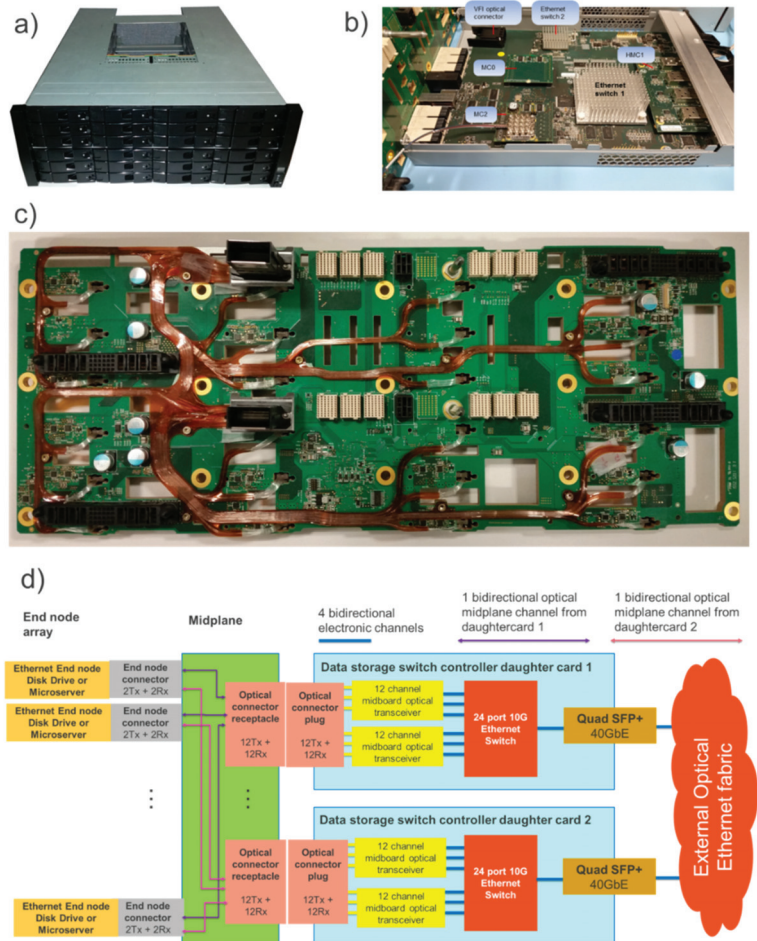 a)
b)
VFI optical
connector
Ethernet
switch 2
HMC1
MC0
Ethernet
switch 1
MC2
c)
d)
End node
array
Midplane
4 bidirectional
electronic channels
1 bidirectional optical
midplane channel from
daughtercard 1
1 bidirectional optical
midplane channel from
daughtercard 2
Data storage switch controller daughter card 1
Ethernet End node
Disk Drive or
Microserver
End node
connector
2Tx + 2Rx
Ethernet End node
Disk Drive or
Microserver
End node
connector
2Tx + 2Rx
Optical
connector
receptacle
12Tx +
12Rx
Optical
connector
plug
12Tx +
12Rx
12 channel
midboard optical
transceiver
12 channel
midboard optical
transceiver
24 port 10G
Ethernet
Switch
Quad SFP+
40GbE
External Optical
Ethernet fabric
Data storage switch controller daughter card 2
Optical
connector
receptacle
12Tx +
12Rx
Optical
connector
plug
12Tx +
12Rx
12 channel
midboard optical
transceiver
12 channel
midboard optical
transceiver
24 port 10G
Ethernet
Switch
Quad SFP+
40GbE
Ethernet End node
Disk Drive or
Microserver
End node
connector
2Tx + 2Rx